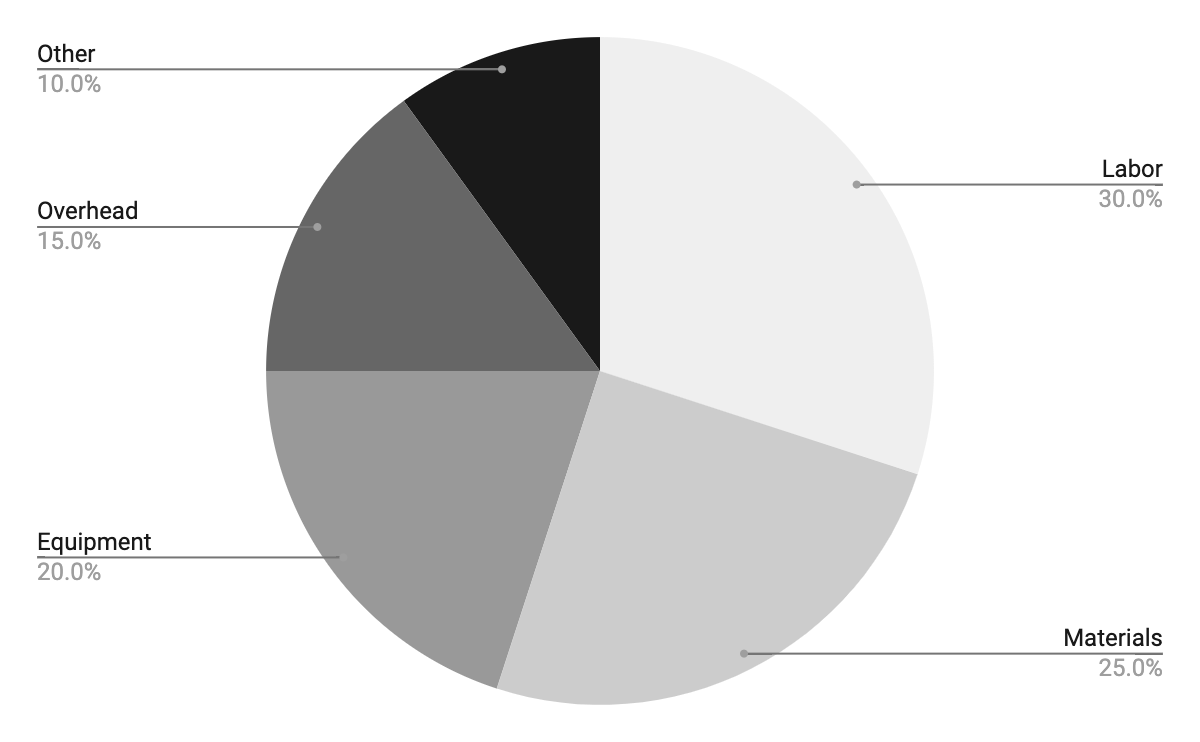 Other
10.0%
Labor
30.0%
Overhead
15.0%
Equipment
20.0%
Materials
25.0%